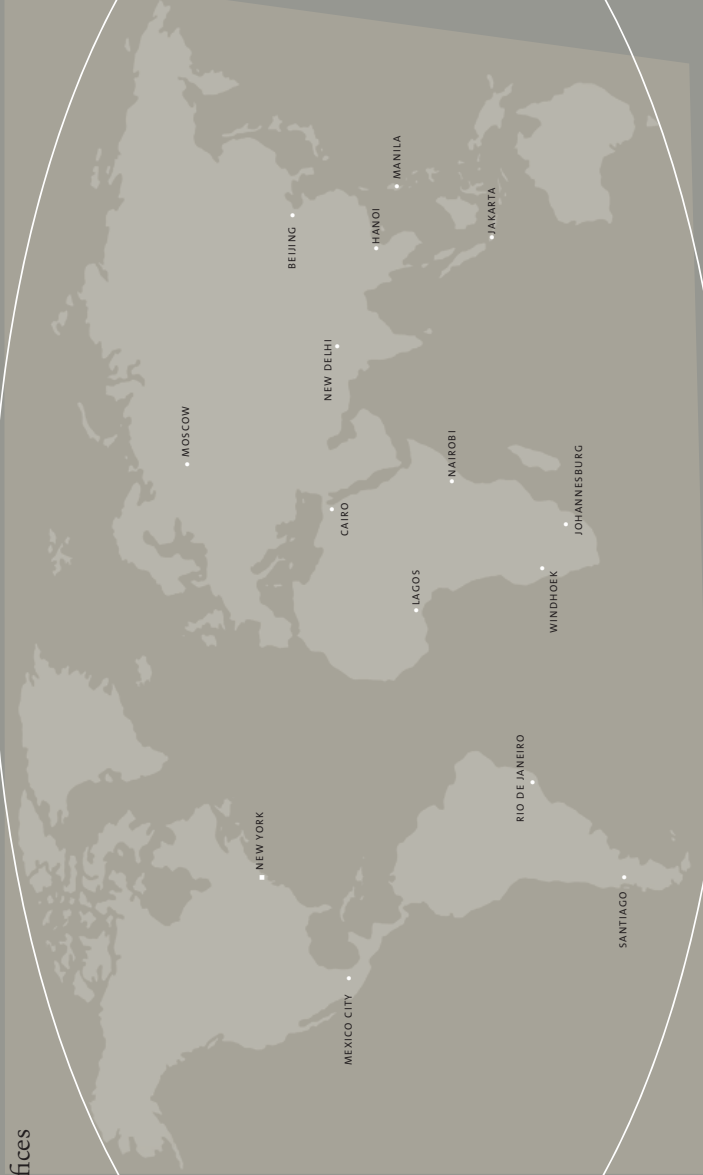 fices
MOSCOW
NEW YORK
BEIJING
NEW DELHI
CAIRO
MEXICO CITY
HANOI
MANILA
LAGOS
NAIROBI
JAKARTA
RIO DE JANEIRO
WINDHOEK
JOHANNESBURG
SANTIAGO